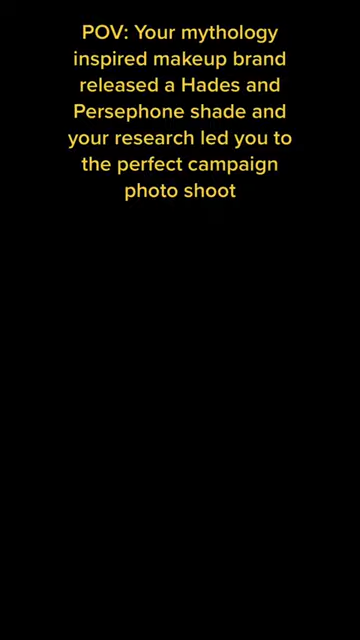 POV: Your mythology
inspired makeup brand
released a Hades and
Persephone shade and
your research led you to
the perfect campaign
photo shoot